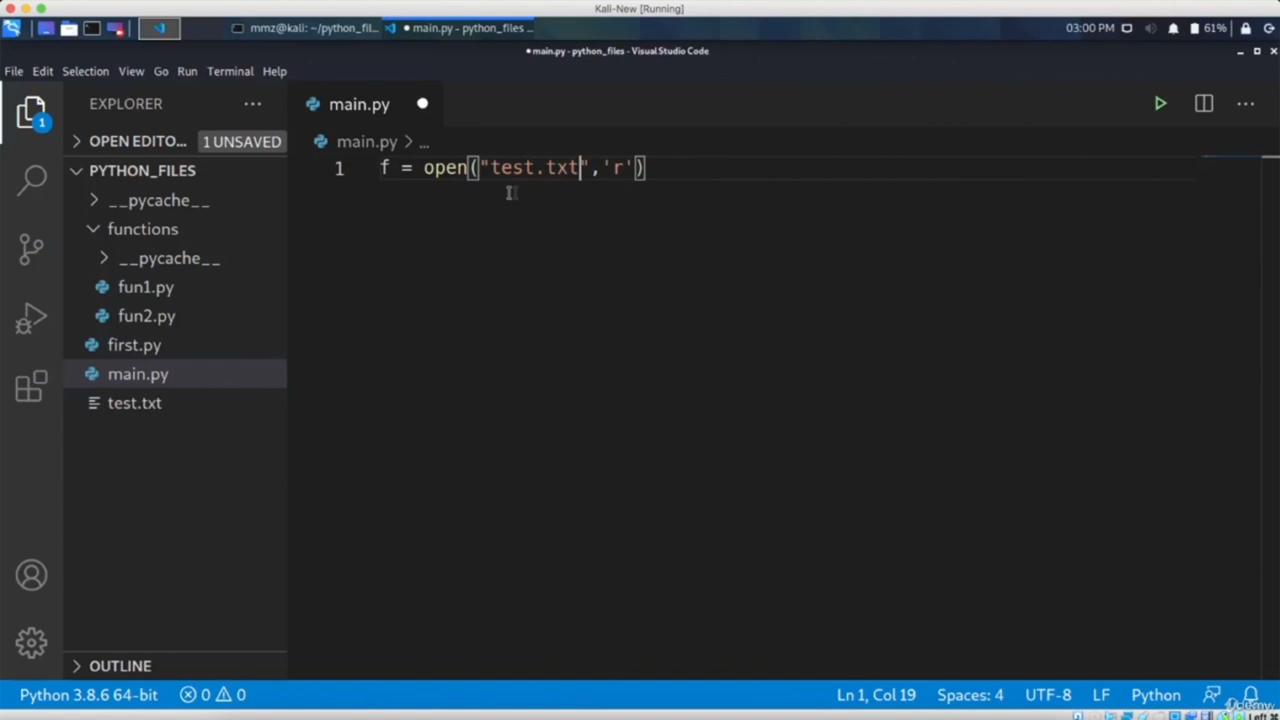 Kali-New [Running]
mmz@kali: ~/python_fil...
main.py - python_files ...
03:00 PM
61%
main.py - python_files - Visual Studio Code
File Edit Selection View Go Run Terminal Help
EXPLORER
main.py
OPEN EDITO... 1 UNSAVED
main.py > ...
PYTHON_FILES
1 f = open("test.txt",'r')
__pycache__
functions
__pycache__
fun1.py
fun2.py
first.py
main.py
test.txt
1
OUTLINE
Python 3.8.6 64-bit 0 0 Ln 1, Col 19 Spaces: 4 UTF-8 LF Python
Udemy
Left ⌘